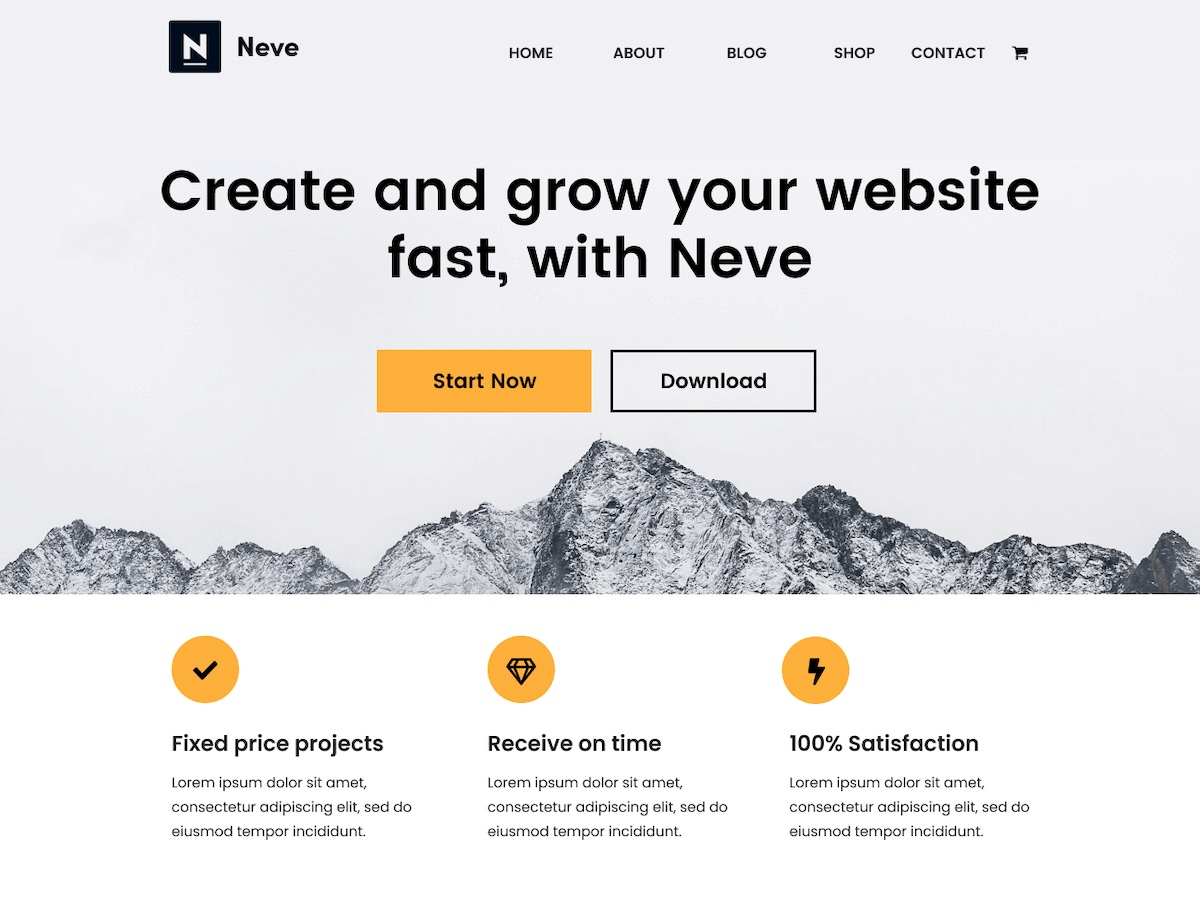 N Neve
HOME ABOUT BLOG SHOP CONTACT
Create and grow your website
fast, with Neve
Start Now Download
Fixed price projects
Lorem ipsum dolor sit amet,
consectetur adipiscing elit, sed do
eiusmod tempor incididunt.
Receive on time
Lorem ipsum dolor sit amet,
consectetur adipiscing elit, sed do
eiusmod tempor incididunt.
100% Satisfaction
Lorem ipsum dolor sit amet,
consectetur adipiscing elit, sed do
eiusmod tempor incididunt.